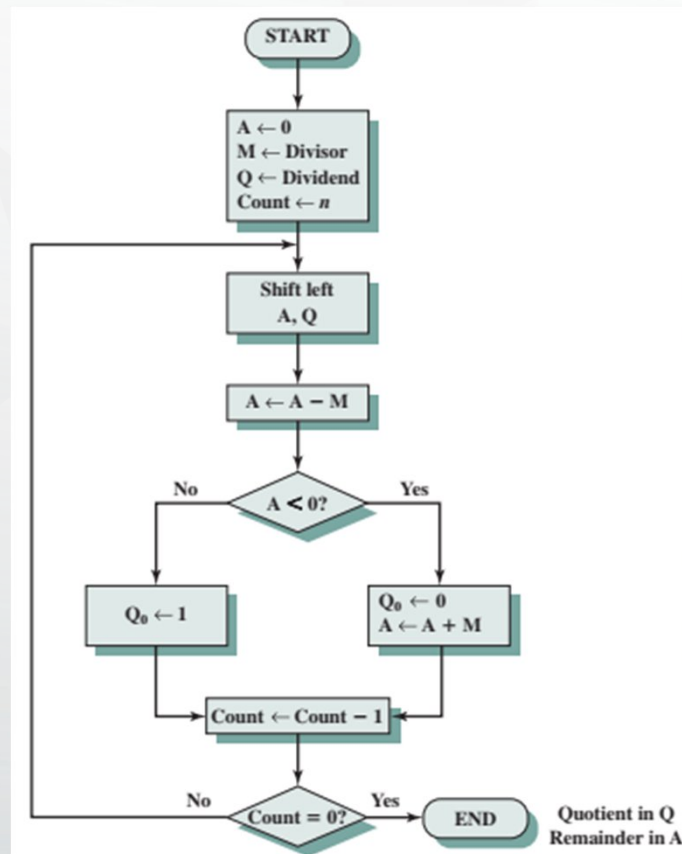 START
A ← 0
M ← Divisor
Q ← Dividend
Count ← n
Shift left
A, Q
A ← A − M
A < 0?
No
Yes
Q₀ ← 1
Q₀ ← 0
A ← A + M
Count ← Count − 1
Count = 0?
No
Yes
END
Quotient in Q
Remainder in A